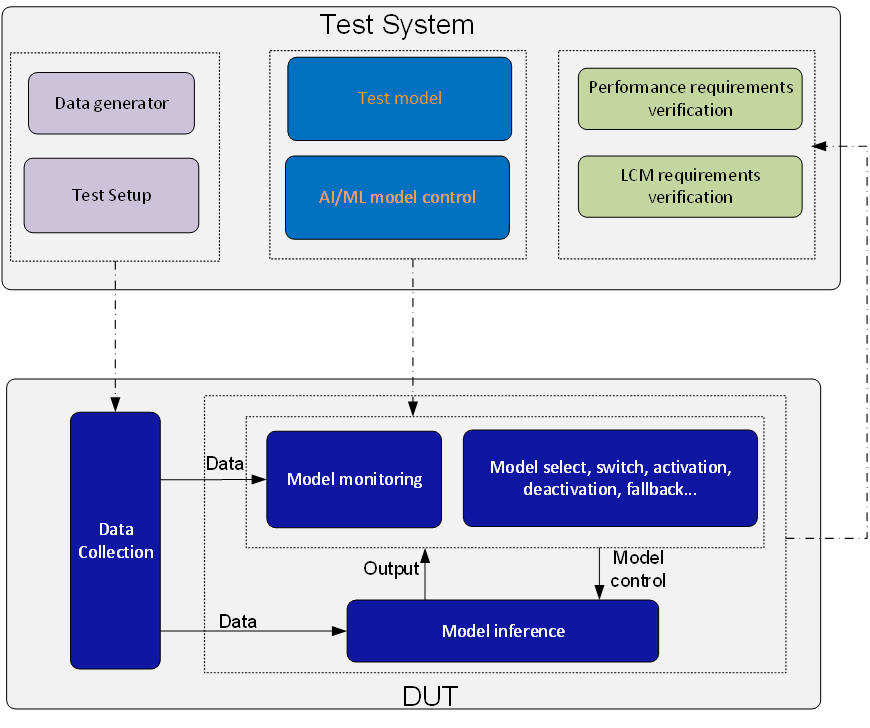 Test System
Data generator
Test Setup
Test model
AI/ML model control
Performance requirements
verification
LCM requirements
verification
Data
Collection
Data
Model monitoring
Model select, switch, activation,
deactivation, fallback...
Output
Model
control
Data
Model inference
DUT